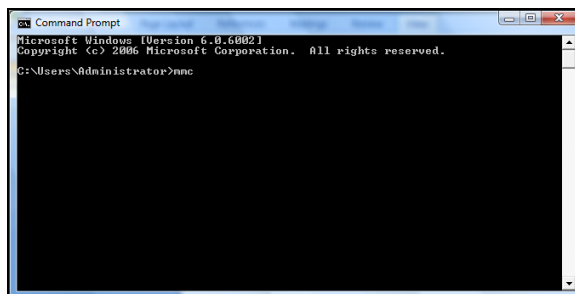 Command Prompt
Microsoft Windows [Version 6.0.6002]
Copyright (c) 2006 Microsoft Corporation.  All rights reserved.
C:\Users\Administrator>mmc